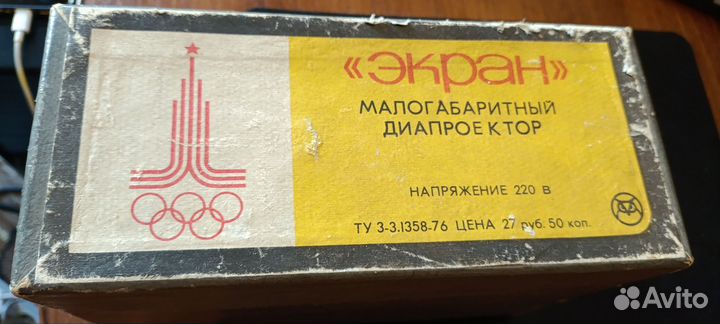 «экран»
МАЛОГАБАРИТНЫЙ
ДИАПРОЕКТОР
НАПРЯЖЕНИЕ 220 В
ТУ 3-3.1358-76 ЦЕНА 27 руб. 50 коп.
Avito